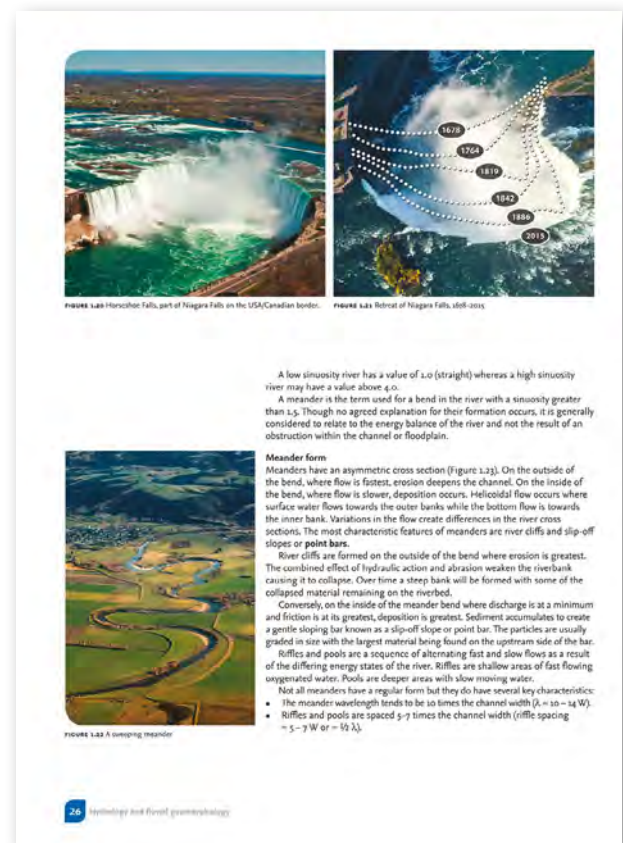 1678
1764
1819
1842
1886
2015
FIGURE 1.20 Horseshoe Falls, part of Niagara Falls on the USA/Canadian border.
FIGURE 1.21 Retreat of Niagara Falls, 1678–2015
A low sinuosity river has a value of 1.0 (straight) whereas a high sinuosity
river may have a value above 4.0.
A meander is the term used for a bend in the river with a sinuosity greater
than 1.5. Though no agreed explanation for their formation occurs, it is generally
considered to relate to the energy balance of the river and not the result of an
obstruction within the channel or floodplain.
Meander form
Meanders have an asymmetric cross section (Figure 1.23). On the outside of
the bend, where flow is fastest, erosion deepens the channel. On the inside of
the bend, where flow is slower, deposition occurs. Helicoidal flow occurs where
surface water flows towards the outer banks while the bottom flow is towards
the inner bank. Variations in the flow create differences in the river cross
sections. The most characteristic features of meanders are river cliffs and slip-off
slopes or point bars.
River cliffs are formed on the outside of the bend where erosion is greatest.
The combined effect of hydraulic action and abrasion weaken the riverbank
causing it to collapse. Over time a steep bank will be formed with some of the
collapsed material remaining on the riverbed.
Conversely, on the inside of the meander bend where discharge is at a minimum
and friction is at its greatest, deposition is greatest. Sediment accumulates to create
a gentle sloping bar known as a slip-off slope or point bar. The particles are usually
graded in size with the largest material being found on the upstream side of the bar.
Riffles and pools are a sequence of alternating fast and slow flows as a result
of the differing energy states of the river. Riffles are shallow areas of fast flowing
oxygenated water. Pools are deeper areas with slow moving water.
Not all meanders have a regular form but they do have several key characteristics:
• The meander wavelength tends to be 10 times the channel width (λ = 10 – 14 W).
• Riffles and pools are spaced 5–7 times the channel width (riffle spacing
= 5 – 7 W or = ½ λ).
FIGURE 1.22 A sweeping meander
26 Hydrology and fluvial geomorphology